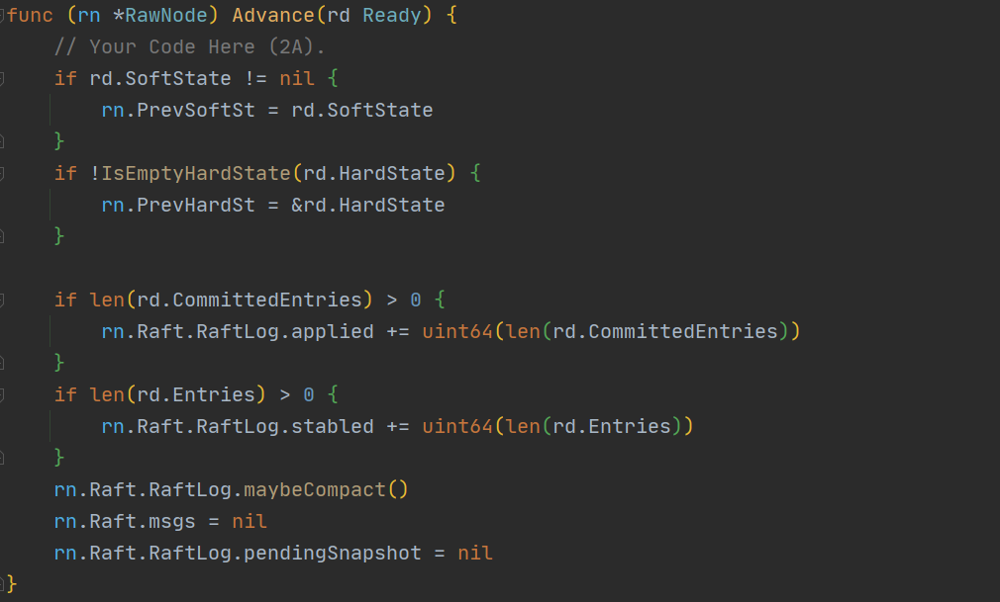 func (rn *RawNode) Advance(rd Ready) {
    // Your Code Here (2A).
    if rd.SoftState != nil {
        rn.PrevSoftSt = rd.SoftState
    }
    if !IsEmptyHardState(rd.HardState) {
        rn.PrevHardSt = &rd.HardState
    }

    if len(rd.CommittedEntries) > 0 {
        rn.Raft.RaftLog.applied += uint64(len(rd.CommittedEntries))
    }
    if len(rd.Entries) > 0 {
        rn.Raft.RaftLog.stabled += uint64(len(rd.Entries))
    }
    rn.Raft.RaftLog.maybeCompact()
    rn.Raft.msgs = nil
    rn.Raft.RaftLog.pendingSnapshot = nil
}